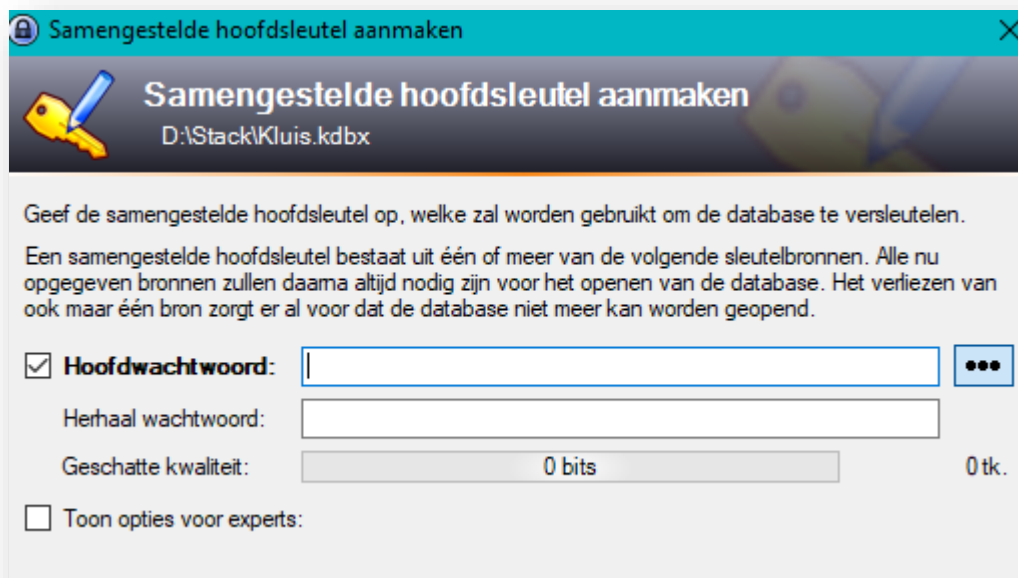 Samengestelde hoofdsleutel aanmaken
Samengestelde hoofdsleutel aanmaken
D:\Stack\Kluis.kdbx
Geef de samengestelde hoofdsleutel op, welke zal worden gebruikt om de database te versleutelen.
Een samengestelde hoofdsleutel bestaat uit één of meer van de volgende sleutelbronnen. Alle nu
opgegeven bronnen zullen daarna altijd nodig zijn voor het openen van de database. Het verliezen van
ook maar één bron zorgt er al voor dat de database niet meer kan worden geopend.
Hoofdwachtwoord:
Herhaal wachtwoord:
Geschatte kwaliteit: 0 bits 0 tk.
Toon opties voor experts: